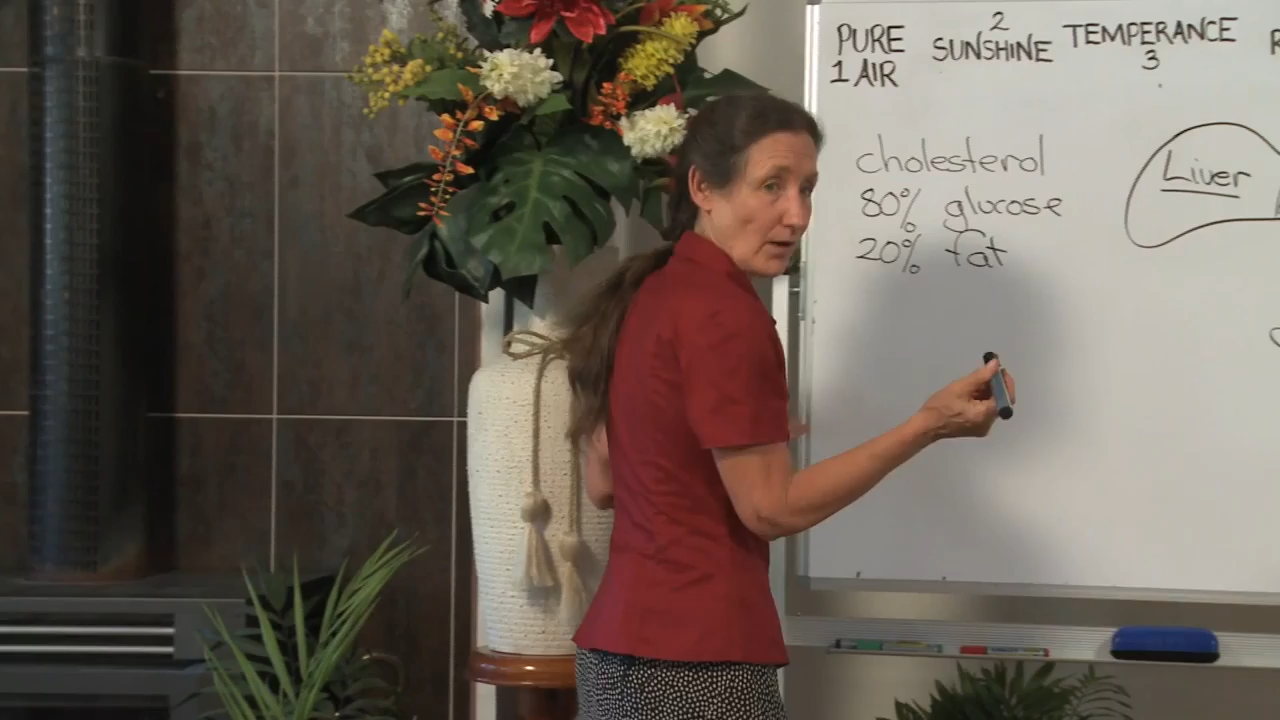 PURE 2 SUNSHINE TEMPERANCE
1 AIR 3
cholesterol
80% glucose
20% fat
Liver